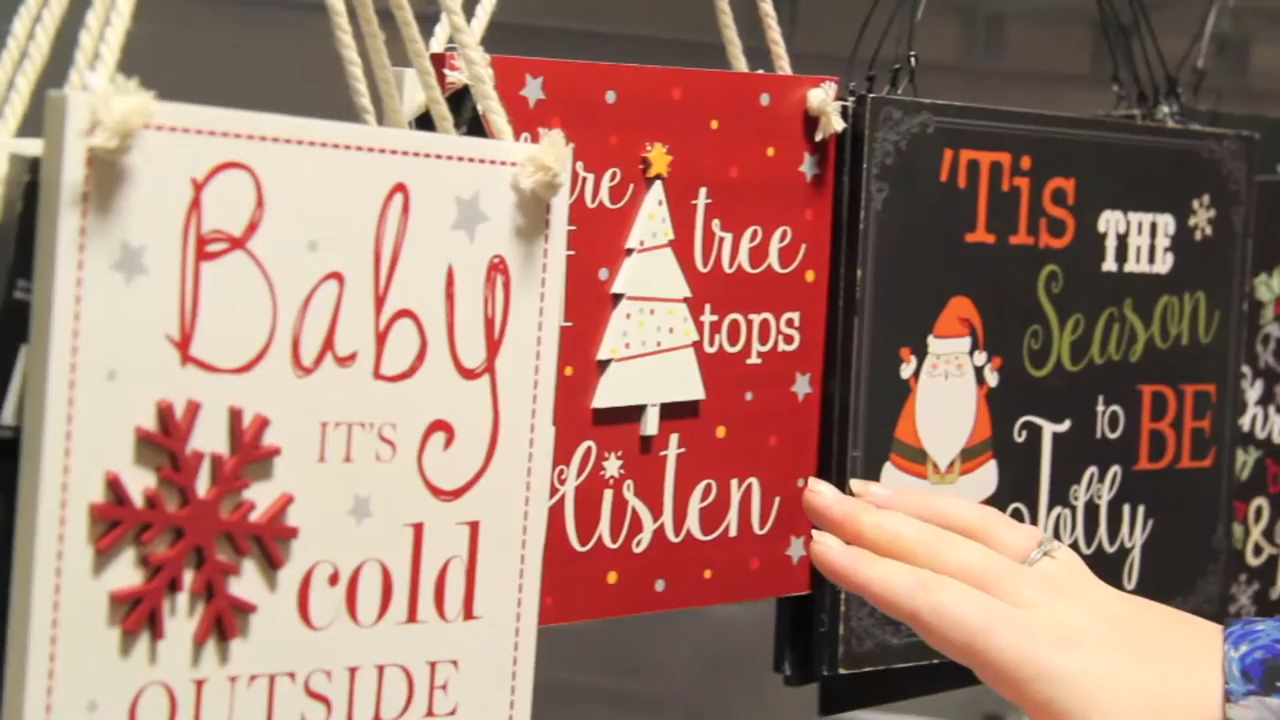 Baby
IT'S
cold
OUTSIDE
tree
tops
listen
'Tis
THE
Season
to BE
Jolly
&